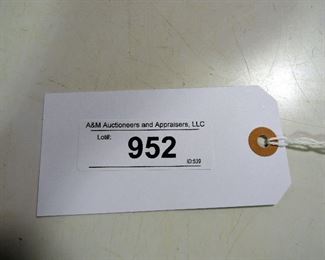 A&M Auctioneers and Appraisers, LLC
Lot#:
952
ID:539